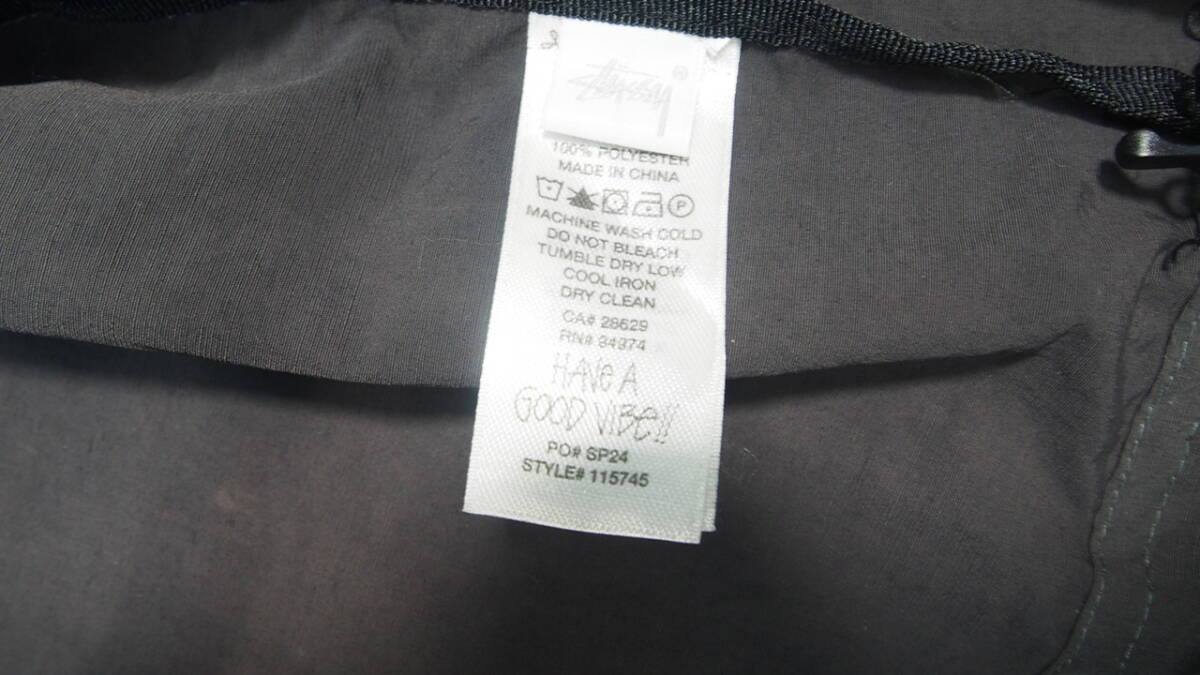 Stüssy ®
100% POLYESTER
MADE IN CHINA
P
MACHINE WASH COLD
DO NOT BLEACH
TUMBLE DRY LOW
COOL IRON
DRY CLEAN
CA# 28629
RN# 94974
HAVE A
GOOD VIBE!!
PO# SP24
STYLE# 115745